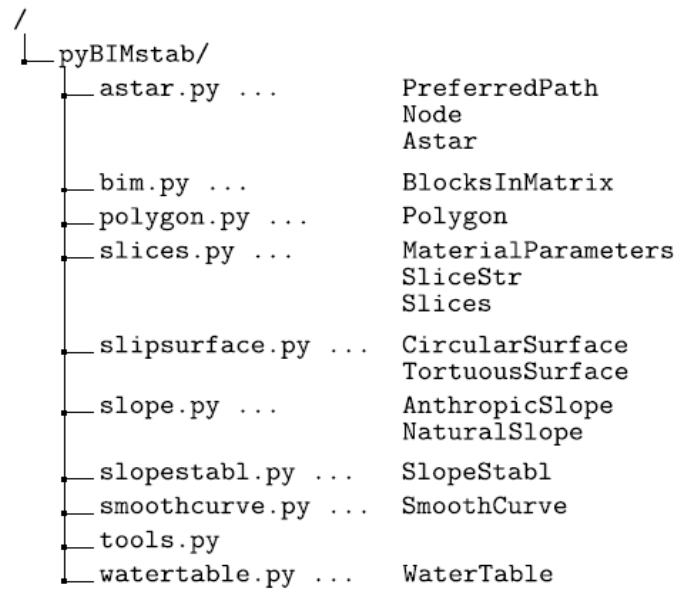 /
pyBIMstab/
astar.py ... PreferredPath
Node
Astar
bim.py ... BlocksInMatrix
polygon.py ... Polygon
slices.py ... MaterialParameters
SliceStr
Slices
slipsurface.py ... CircularSurface
TortuousSurface
slope.py ... AnthropicSlope
NaturalSlope
slopestabl.py ... SlopeStabl
smoothcurve.py ... SmoothCurve
tools.py
watertable.py ... WaterTable